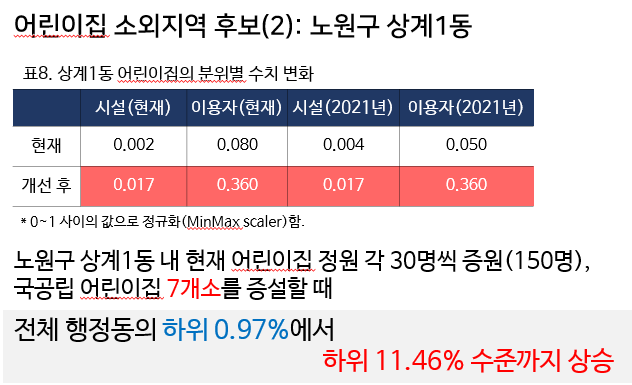 어린이집 소외지역 후보(2): 노원구 상계1동
표8. 상계1동 어린이집의 분위별 수치 변화
시설(현재) 이용자(현재) 시설(2021년) 이용자(2021년)
현재 0.002 0.080 0.004 0.050
개선 후 0.017 0.360 0.017 0.360
* 0~1 사이의 값으로 정규화(MinMax scaler)함.
노원구 상계1동 내 현재 어린이집 정원 각 30명씩 증원(150명),
국공립 어린이집 7개소를 증설할 때
전체 행정동의 하위 0.97%에서
하위 11.46% 수준까지 상승